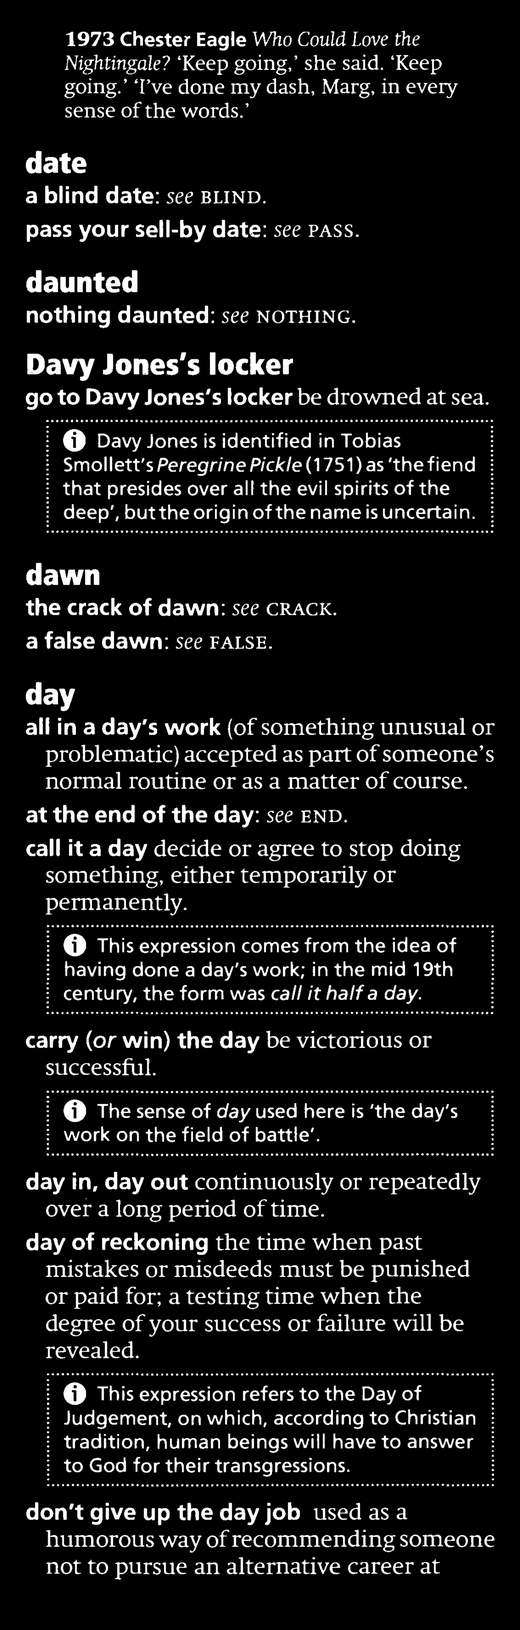 1973 Chester Eagle Who Could Love the
Nightingale? ‘Keep going,’ she said. ‘Keep
going.’ ‘I’ve done my dash, Marg, in every
sense of the words.’
date
a blind date: see BLIND.
pass your sell-by date: see PASS.
daunted
nothing daunted: see NOTHING.
Davy Jones’s locker
go to Davy Jones’s locker be drowned at sea.
i Davy Jones is identified in Tobias
Smollett’s Peregrine Pickle (1751) as ‘the fiend
that presides over all the evil spirits of the
deep’, but the origin of the name is uncertain.
dawn
the crack of dawn: see CRACK.
a false dawn: see FALSE.
day
all in a day’s work (of something unusual or
problematic) accepted as part of someone’s
normal routine or as a matter of course.
at the end of the day: see END.
call it a day decide or agree to stop doing
something, either temporarily or
permanently.
i This expression comes from the idea of
having done a day’s work; in the mid 19th
century, the form was call it half a day.
carry (or win) the day be victorious or
successful.
i The sense of day used here is ‘the day’s
work on the field of battle’.
day in, day out continuously or repeatedly
over a long period of time.
day of reckoning the time when past
mistakes or misdeeds must be punished
or paid for; a testing time when the
degree of your success or failure will be
revealed.
i This expression refers to the Day of
Judgement, on which, according to Christian
tradition, human beings will have to answer
to God for their transgressions.
don’t give up the day job used as a
humorous way of recommending someone
not to pursue an alternative career at